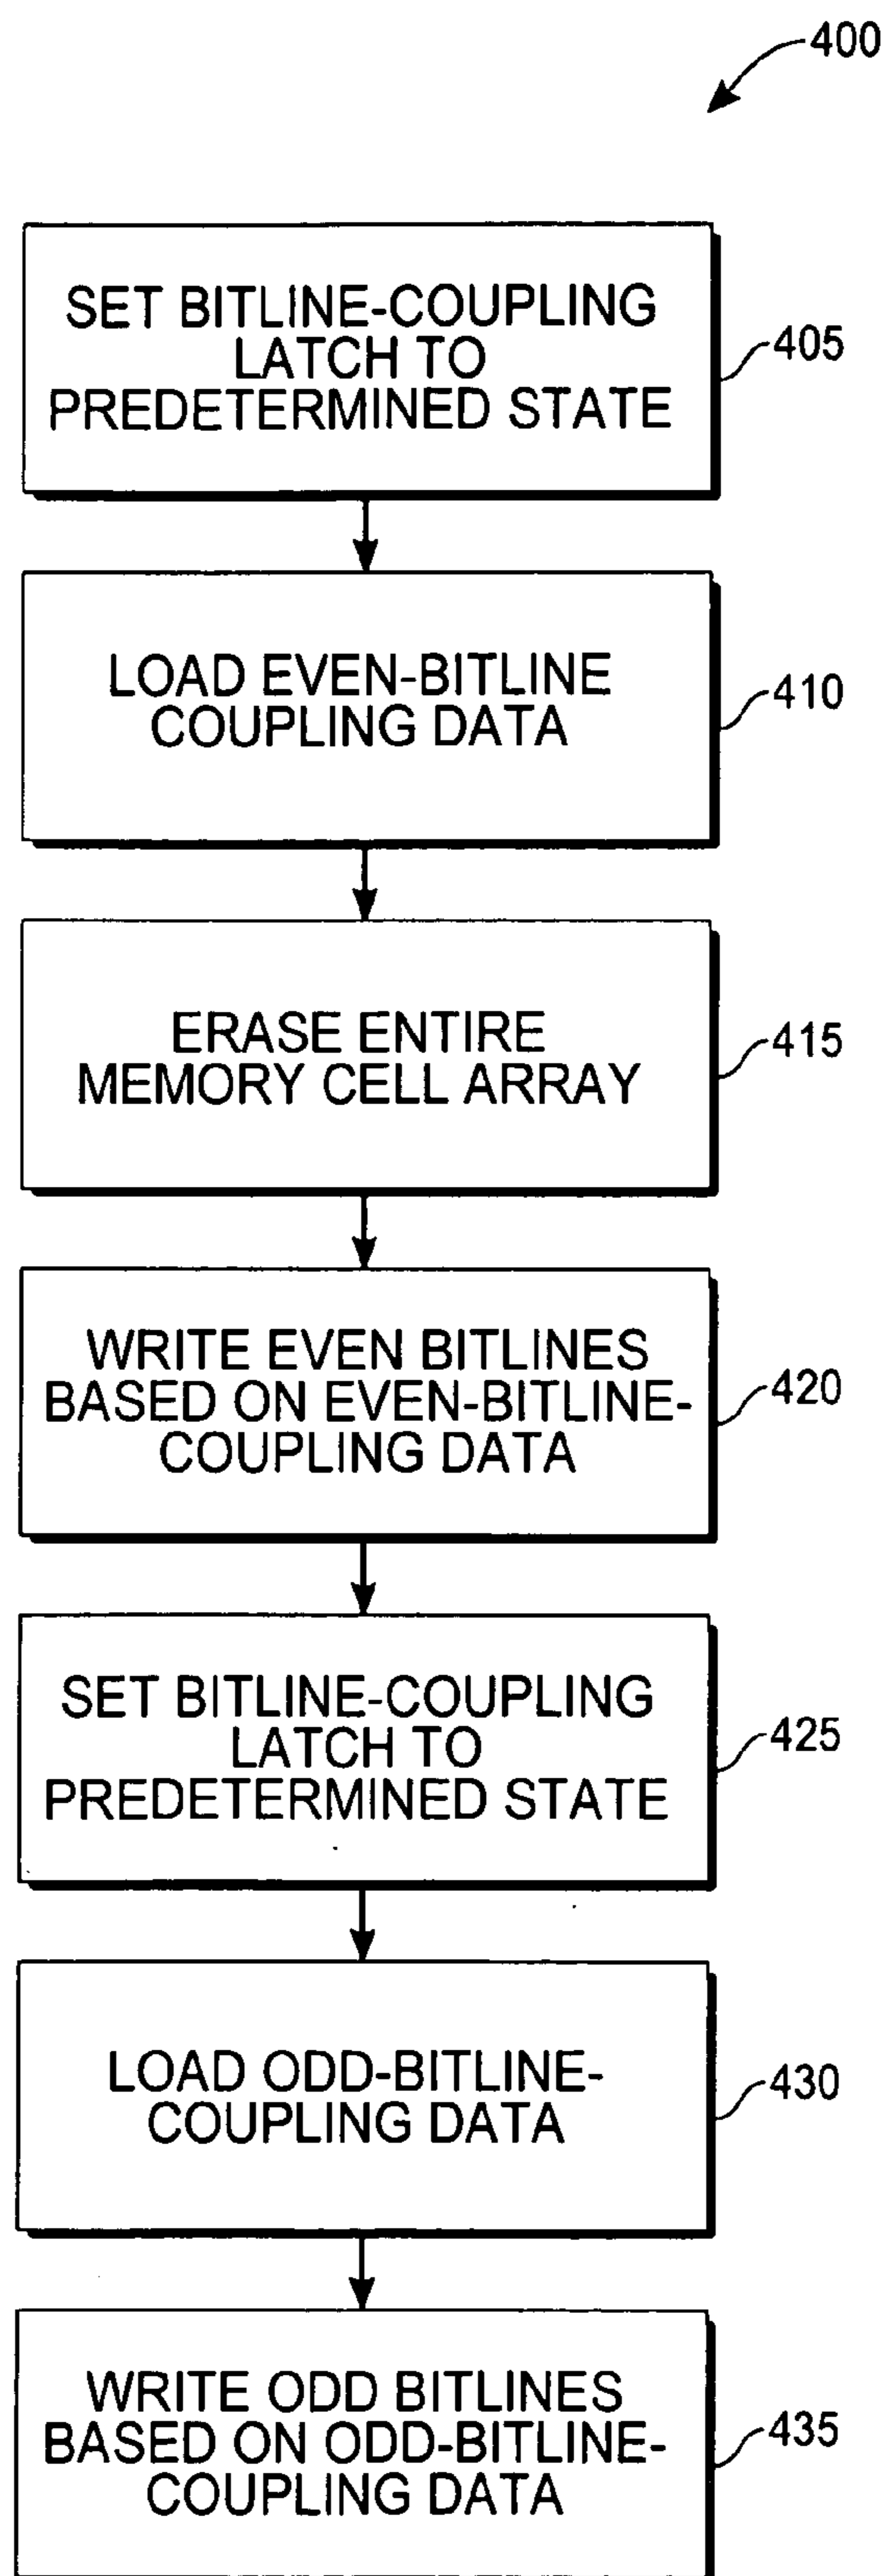 400
SET BITLINE-COUPLING
LATCH TO
PREDETERMINED STATE
405
LOAD EVEN-BITLINE
COUPLING DATA
410
ERASE ENTIRE
MEMORY CELL ARRAY
415
WRITE EVEN BITLINES
BASED ON EVEN-BITLINE-
COUPLING DATA
420
SET BITLINE-COUPLING
LATCH TO
PREDETERMINED STATE
425
LOAD ODD-BITLINE-
COUPLING DATA
430
WRITE ODD BITLINES
BASED ON ODD-BITLINE-
COUPLING DATA
435